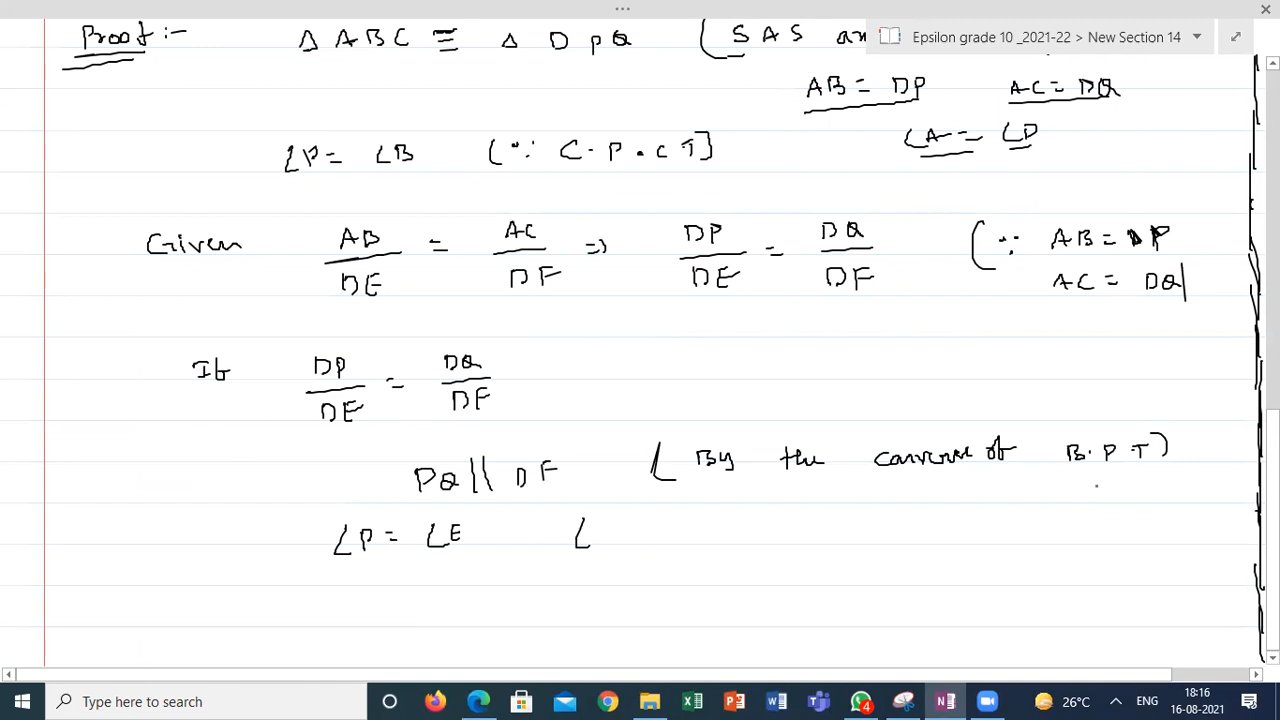 Epsilon grade 10 _2021-22 > New Section 14
Proof :- Δ ABC ≅ Δ DPQ (SAS
AB = DP AC = DQ
∠A = ∠D
∠P = ∠B (∵ C.P.CT]
Given AB/DE = AC/DF ⇒ DP/DE = DQ/DF (∵ AB = DP
AC = DQ
If DP/DE = DQ/DF
PQ || DF (By the converse of B.P.T)
∠P = ∠E (
Type here to search
4
26°C
ENG
18:16
16-08-2021